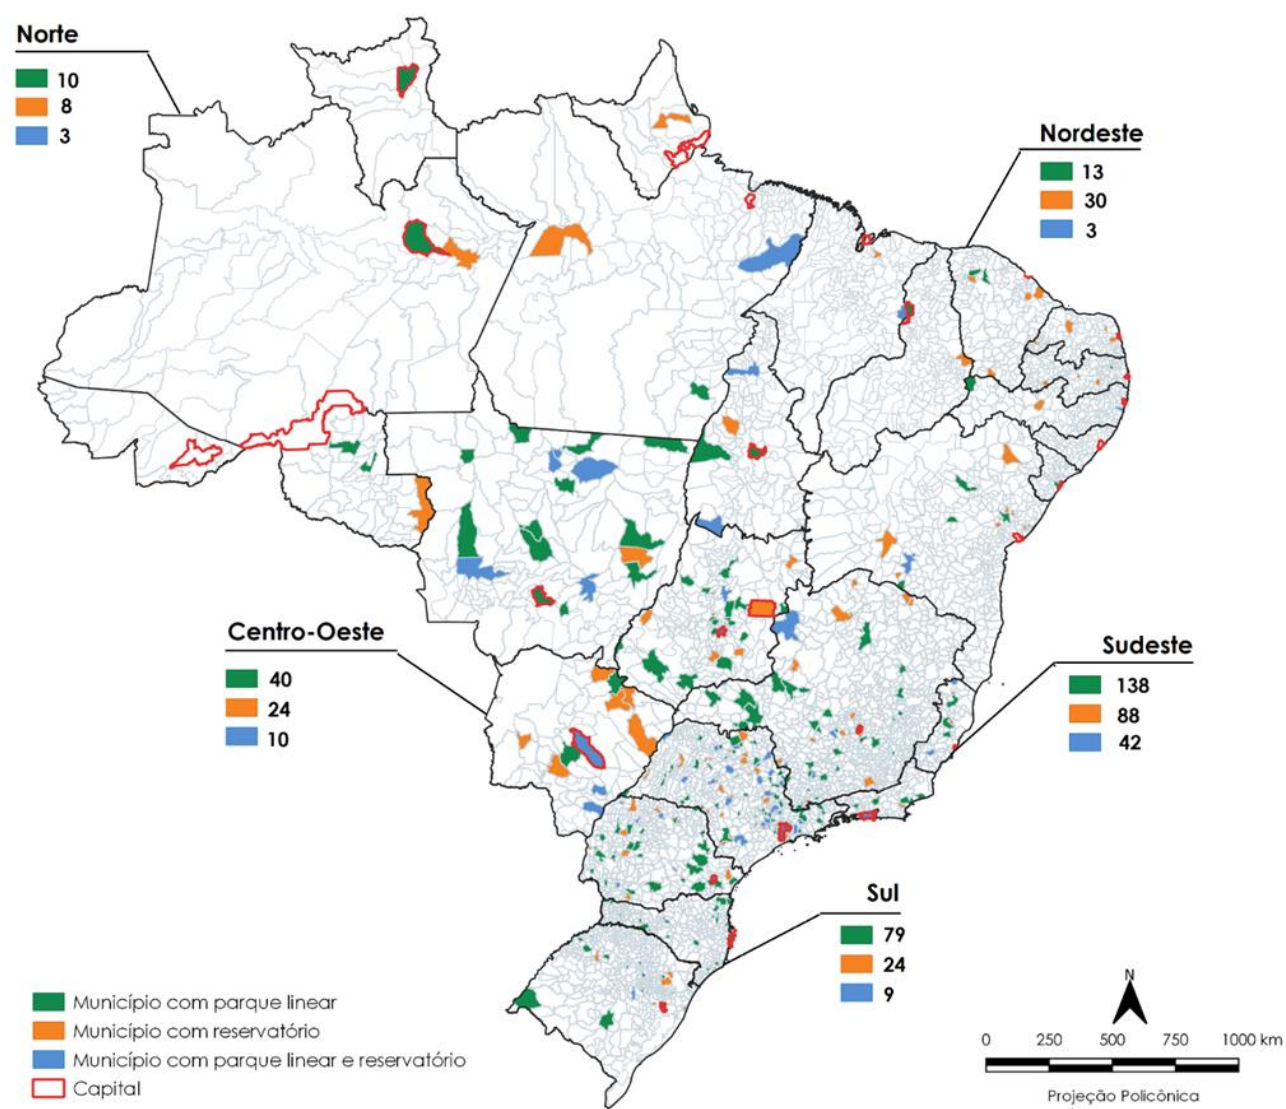 Norte
10
8
3
Nordeste
13
30
3
Centro-Oeste
40
24
10
Sudeste
138
88
42
Sul
79
24
9
Município com parque linear
Município com reservatório
Município com parque linear e reservatório
Capital
N
0 250 500 750 1000 km
Projeção Policônica